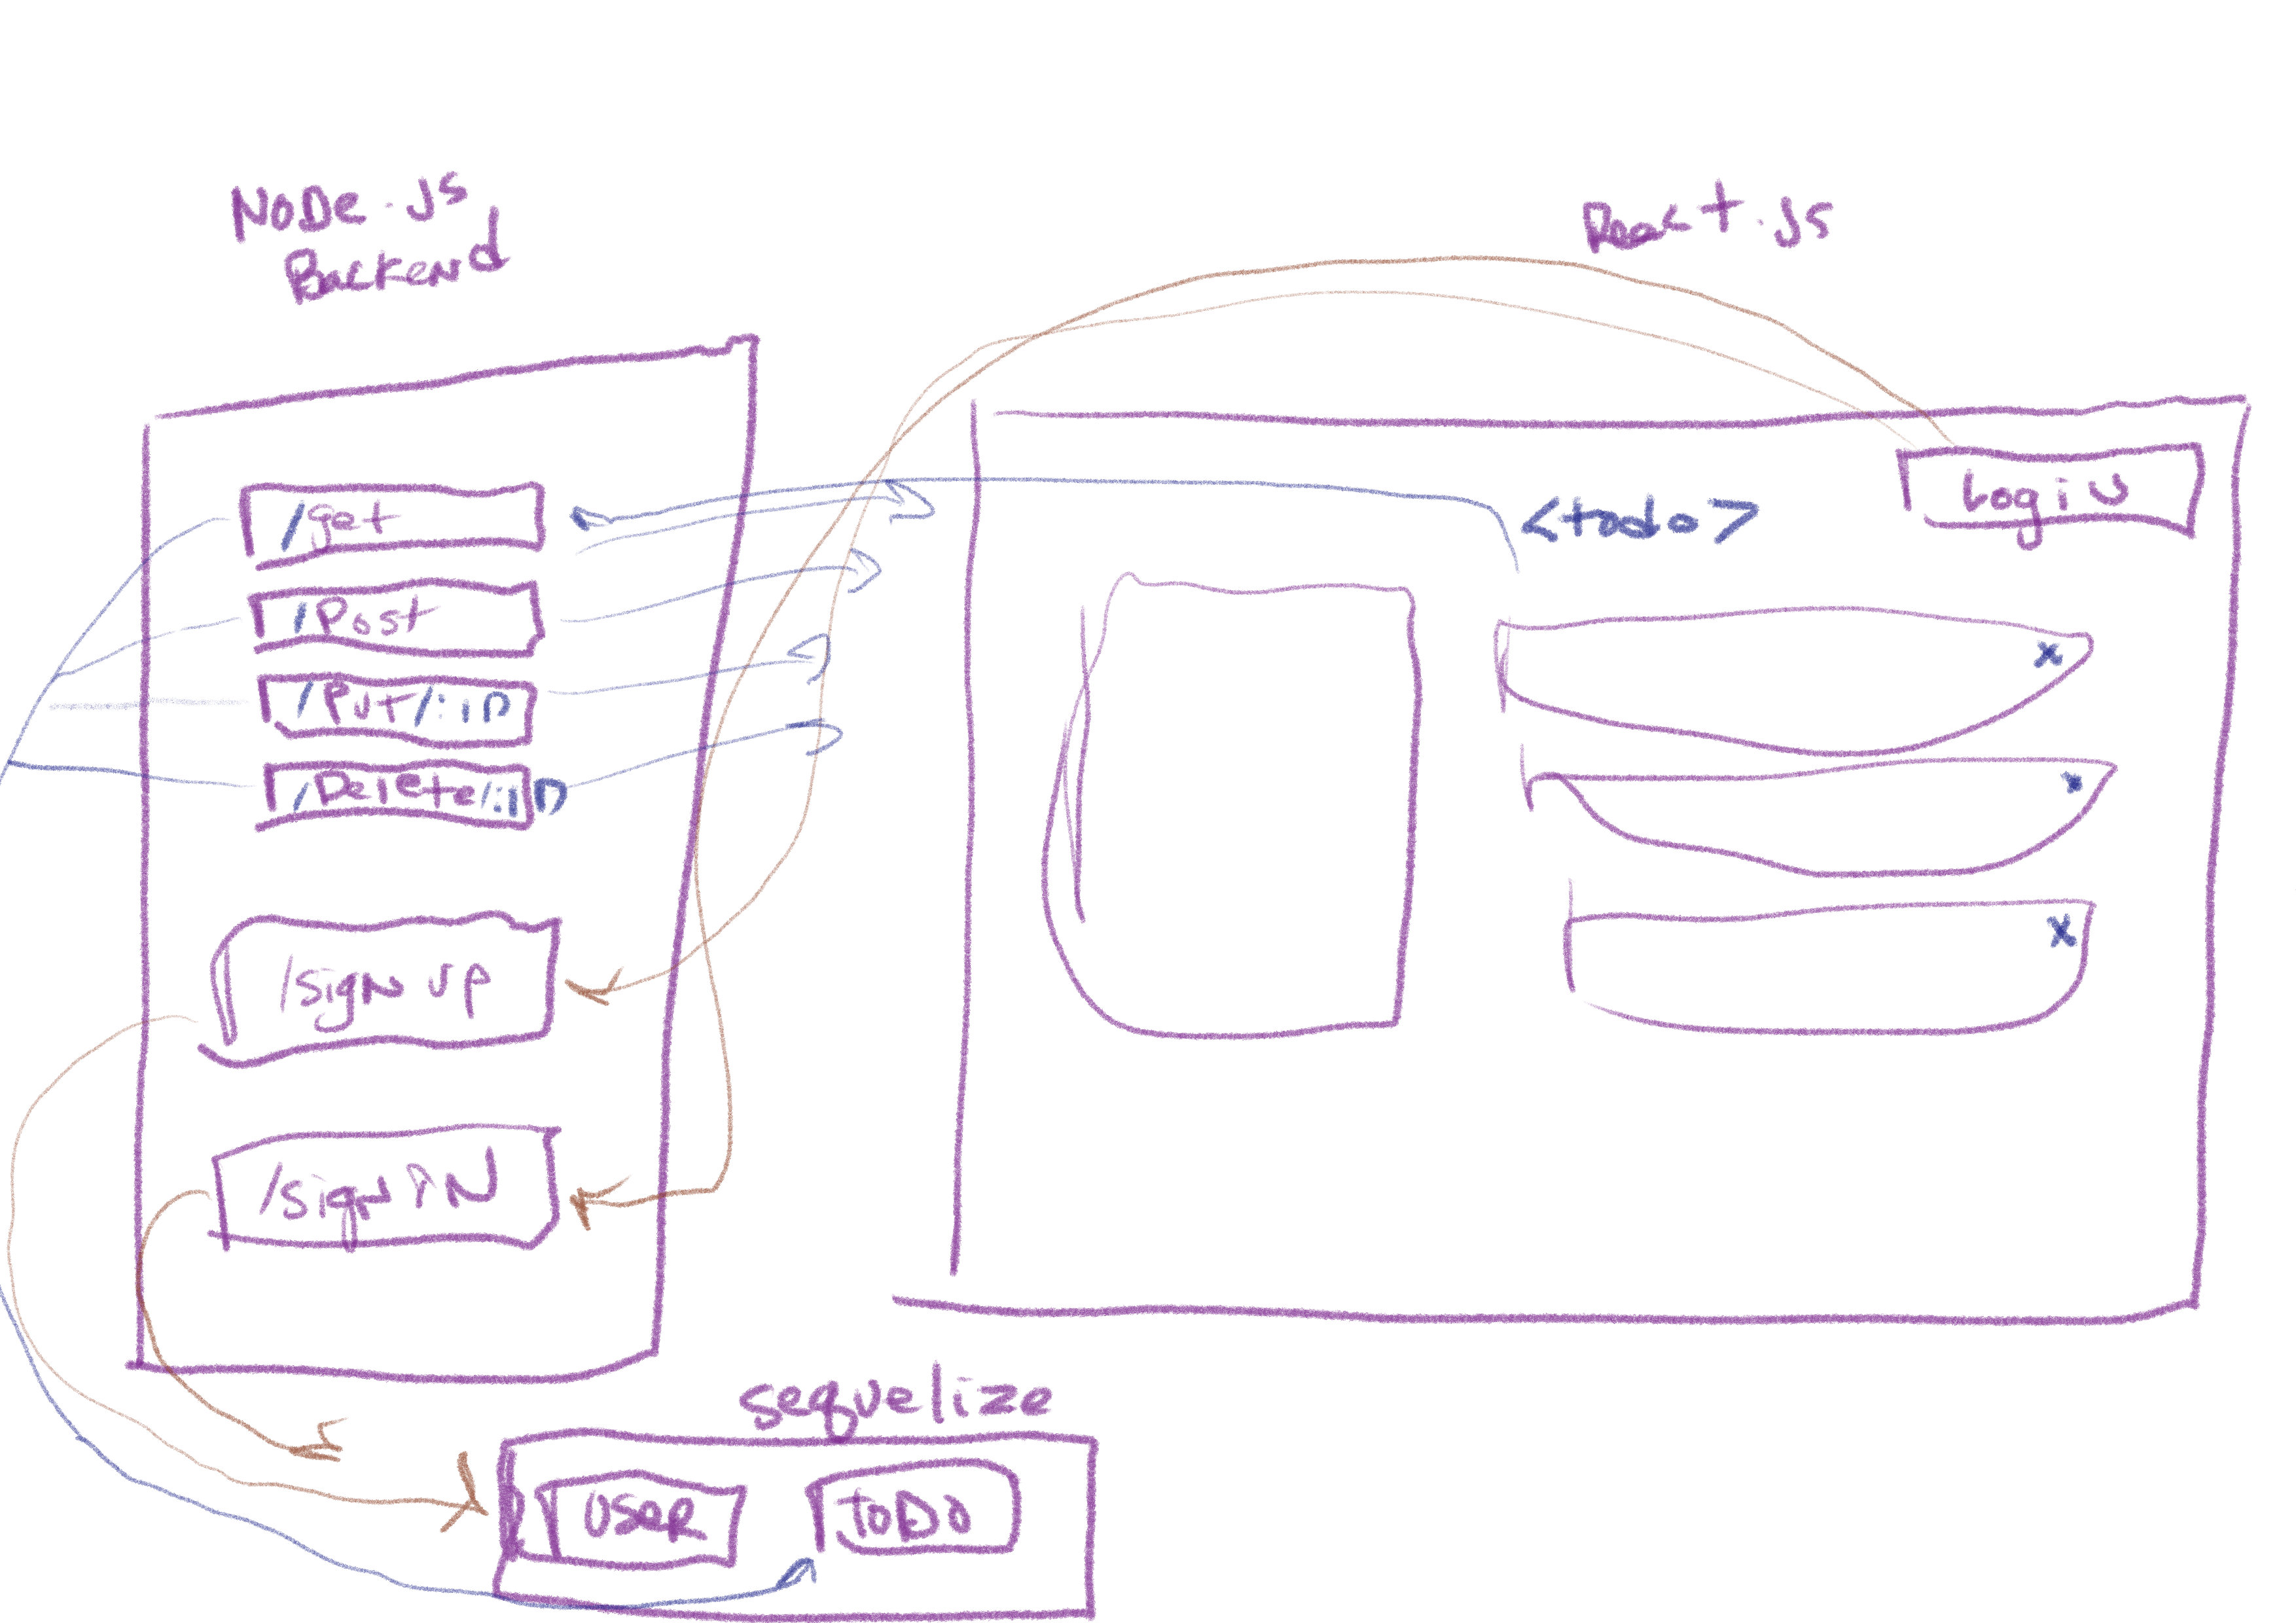 Node.js
Backend
React.js
/get
/Post
/Put/:iD
/Delete/:iD
/sign up
/sign iN
Login
<todo>
x
x
x
sequelize
USER
ToDo